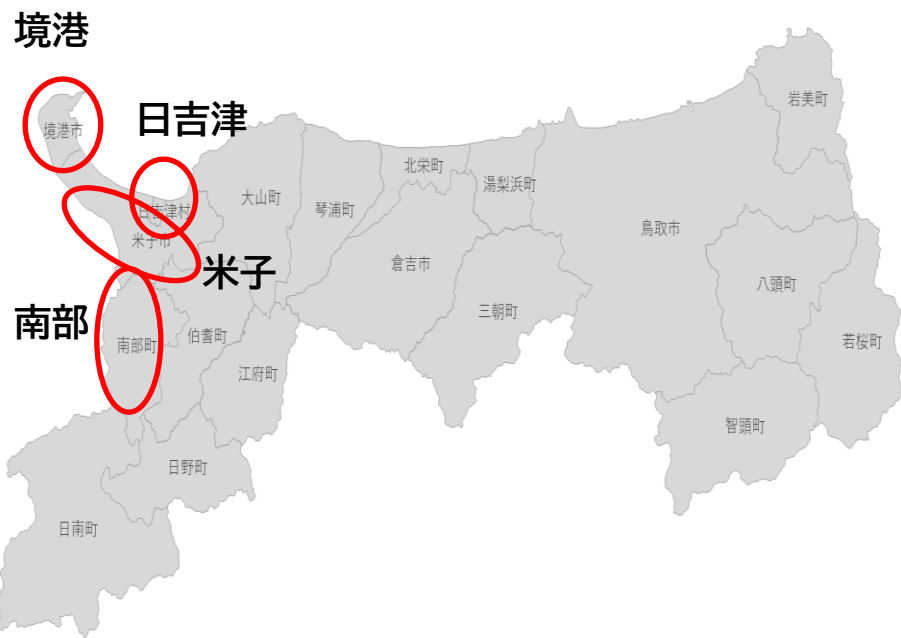 境港
日吉津
米子
南部
境港市
日吉津村
米子市
南部町
大山町
琴浦町
北栄町
湯梨浜町
倉吉市
三朝町
鳥取市
岩美町
八頭町
若桜町
智頭町
伯耆町
江府町
日野町
日南町